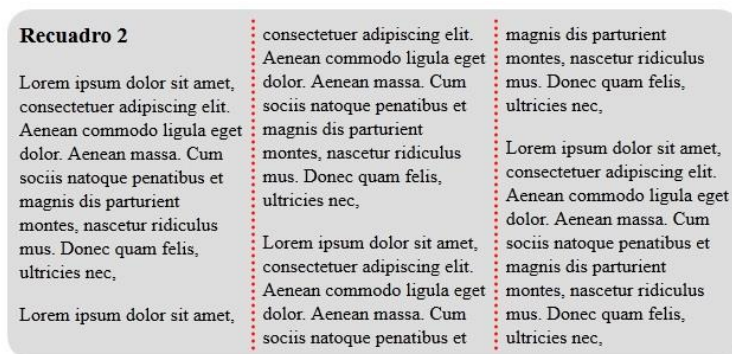 Recuadro 2
Lorem ipsum dolor sit amet,
consectetuer adipiscing elit.
Aenean commodo ligula eget
dolor. Aenean massa. Cum
sociis natoque penatibus et
magnis dis parturient
montes, nascetur ridiculus
mus. Donec quam felis,
ultricies nec,
Lorem ipsum dolor sit amet,
consectetuer adipiscing elit.
Aenean commodo ligula eget
dolor. Aenean massa. Cum
sociis natoque penatibus et
magnis dis parturient
montes, nascetur ridiculus
mus. Donec quam felis,
ultricies nec,
Lorem ipsum dolor sit amet,
consectetuer adipiscing elit.
Aenean commodo ligula eget
dolor. Aenean massa. Cum
sociis natoque penatibus et
magnis dis parturient
montes, nascetur ridiculus
mus. Donec quam felis,
ultricies nec,
Lorem ipsum dolor sit amet,
consectetuer adipiscing elit.
Aenean commodo ligula eget
dolor. Aenean massa. Cum
sociis natoque penatibus et
magnis dis parturient
montes, nascetur ridiculus
mus. Donec quam felis,
ultricies nec,